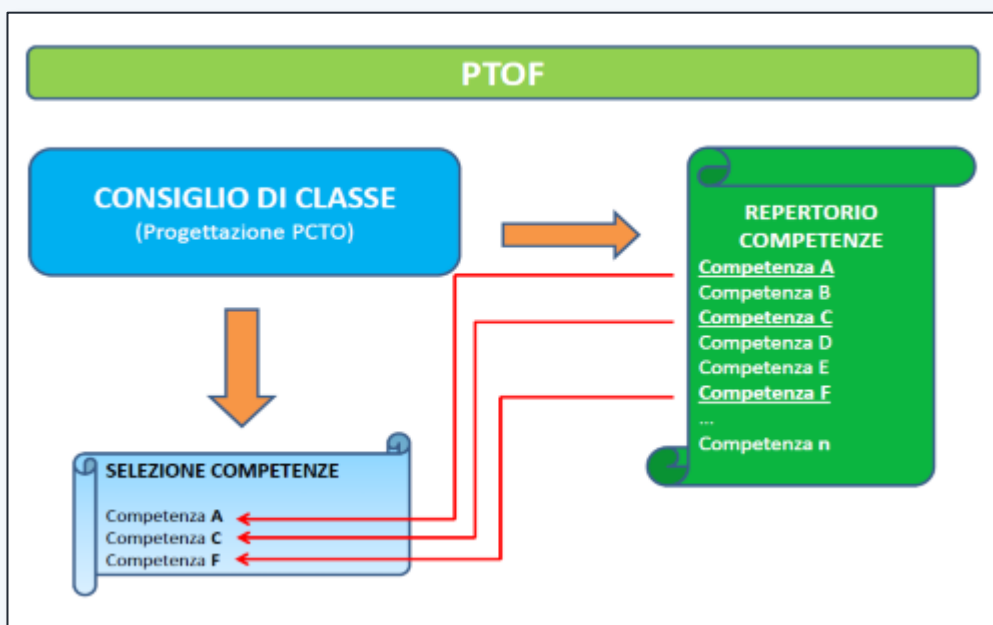 PTOF
CONSIGLIO DI CLASSE
(Progettazione PCTO)
REPERTORIO
COMPETENZE
Competenza A
Competenza B
Competenza C
Competenza D
Competenza E
Competenza F
...
Competenza n
SELEZIONE COMPETENZE
Competenza A
Competenza C
Competenza F